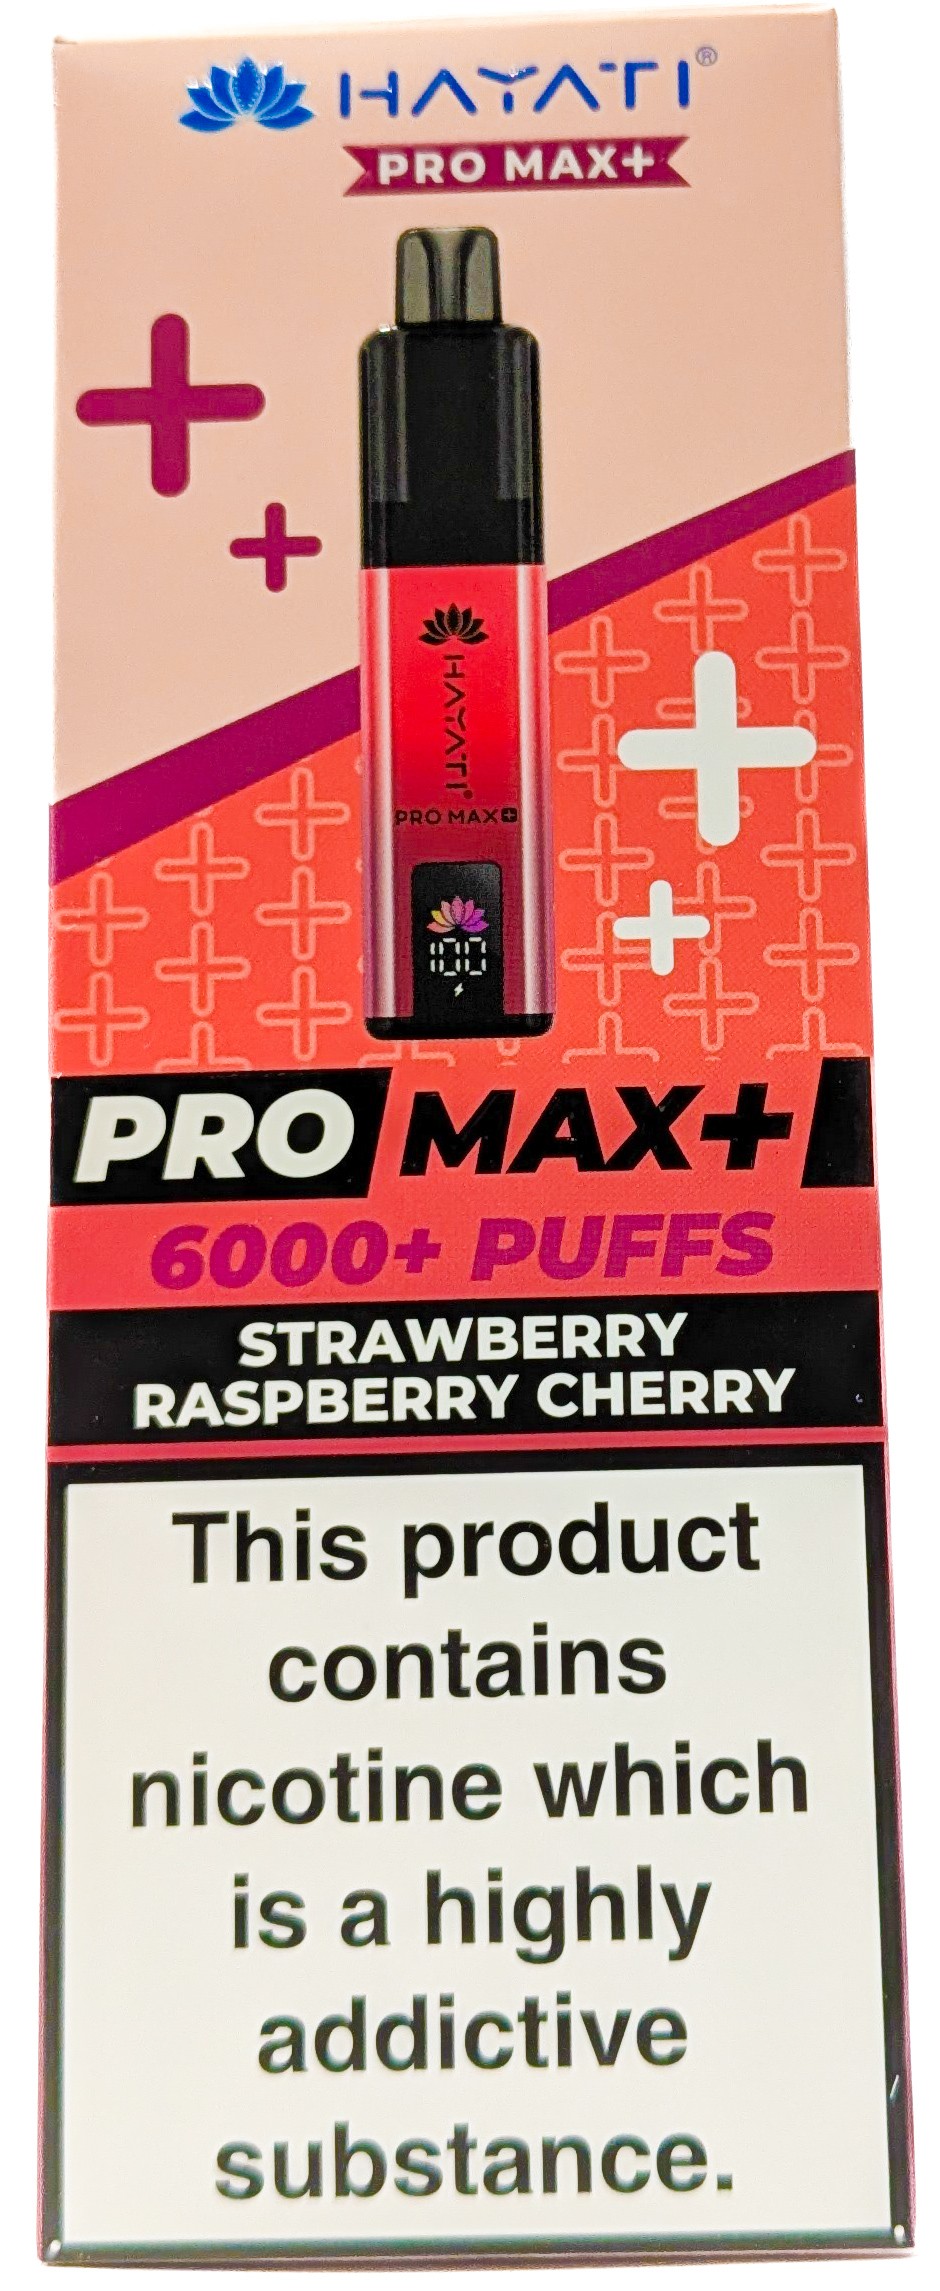 HAYATI®
PRO MAX+
HAYATI®
PRO MAX+
100
PRO MAX+
6000+ PUFFS
STRAWBERRY
RASPBERRY CHERRY
This product
contains
nicotine which
is a highly
addictive
substance.